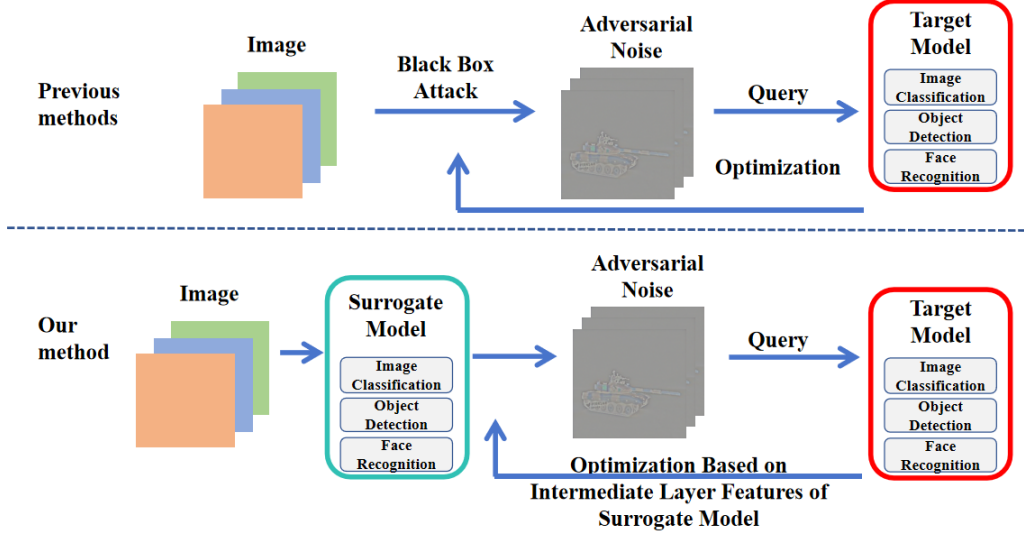 Previous
methods
Image
Black Box
Attack
Adversarial
Noise
Query
Optimization
Target
Model
Image
Classification
Object
Detection
Face
Recognition
Our
method
Image
Surrogate
Model
Image
Classification
Object
Detection
Face
Recognition
Adversarial
Noise
Query
Optimization Based on
Intermediate Layer Features of
Surrogate Model
Target
Model
Image
Classification
Object
Detection
Face
Recognition